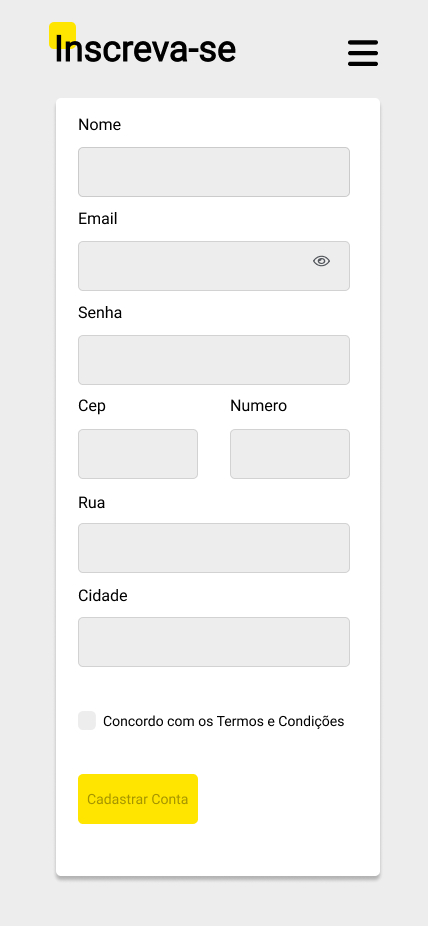 Inscreva-se
Nome
Email
Senha
Cep
Numero
Rua
Cidade
Concordo com os Termos e Condições
Cadastrar Conta